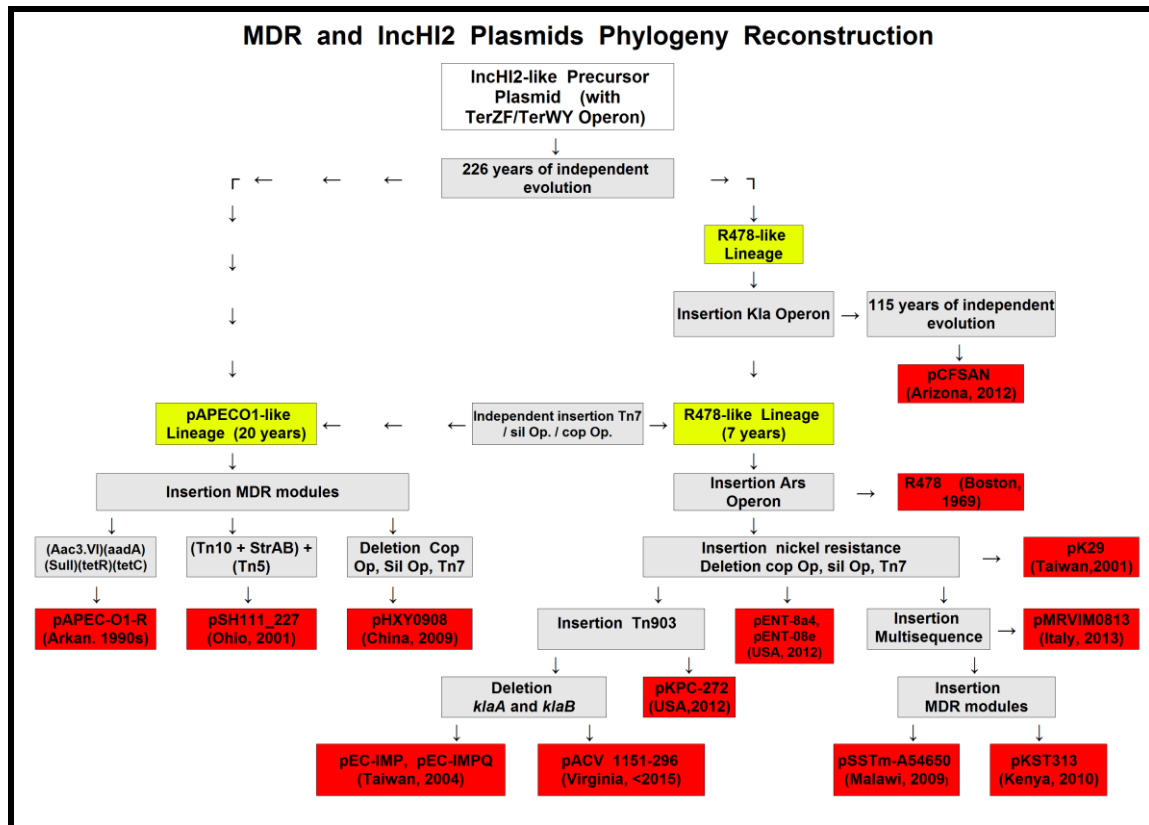 MDR and IncHI2 Plasmids Phylogeny Reconstruction
IncHI2-like Precursor
Plasmid (with
TerZF/TerWY Operon)
226 years of independent
evolution
R478-like
Lineage
Insertion Kla Operon
115 years of independent
evolution
pCFSAN
(Arizona, 2012)
pAPECO1-like
Lineage (20 years)
Independent insertion Tn7
/ sil Op. / cop Op.
R478-like Lineage
(7 years)
Insertion MDR modules
Insertion Ars
Operon
R478 (Boston,
1969)
(Aac3.VI)(aadA)
(SulI)(tetR)(tetC)
(Tn10 + StrAB) +
(Tn5)
Deletion Cop
Op, Sil Op, Tn7
Insertion nickel resistance
Deletion cop Op, sil Op, Tn7
pK29
(Taiwan,2001)
pAPEC-O1-R
(Arkan. 1990s)
pSH111_227
(Ohio, 2001)
pHXY0908
(China, 2009)
Insertion Tn903
pENT-8a4,
pENT-08e
(USA, 2012)
Insertion
Multisequence
pMRVIM0813
(Italy, 2013)
Deletion
klaA and klaB
pKPC-272
(USA,2012)
Insertion
MDR modules
pEC-IMP, pEC-IMPQ
(Taiwan, 2004)
pACV 1151-296
(Virginia, <2015)
pSSTm-A54650
(Malawi, 2009)
pKST313
(Kenya, 2010)